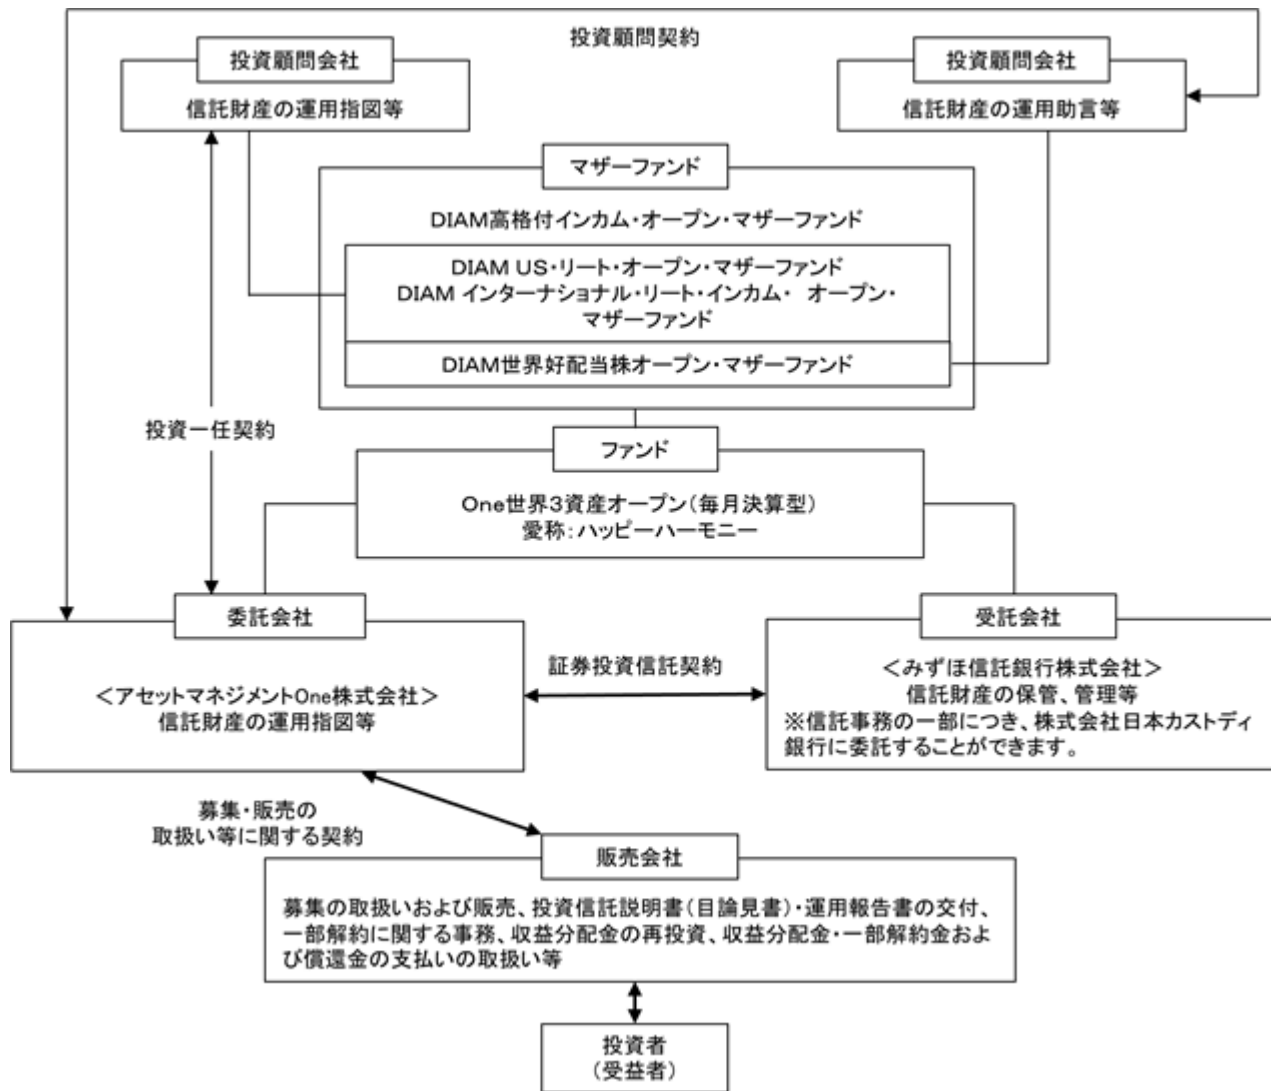 投資顧問契約
投資顧問会社
信託財産の運用指図等
投資顧問会社
信託財産の運用助言等
マザーファンド
DIAM高格付インカム・オープン・マザーファンド
DIAM US・リート・オープン・マザーファンド
DIAM インターナショナル・リート・インカム・ オープン・
マザーファンド
DIAM世界好配当株オープン・マザーファンド
投資一任契約
ファンド
One世界3資産オープン（毎月決算型）
愛称：ハッピーハーモニー
委託会社
＜アセットマネジメントOne株式会社＞
信託財産の運用指図等
証券投資信託契約
受託会社
＜みずほ信託銀行株式会社＞
信託財産の保管、管理等
※信託事務の一部につき、株式会社日本カストディ
銀行に委託することができます。
募集・販売の
取扱い等に関する契約
販売会社
募集の取扱いおよび販売、投資信託説明書（目論見書）・運用報告書の交付、
一部解約に関する事務、収益分配金の再投資、収益分配金・一部解約金およ
び償還金の支払いの取扱い等
投資者
（受益者）